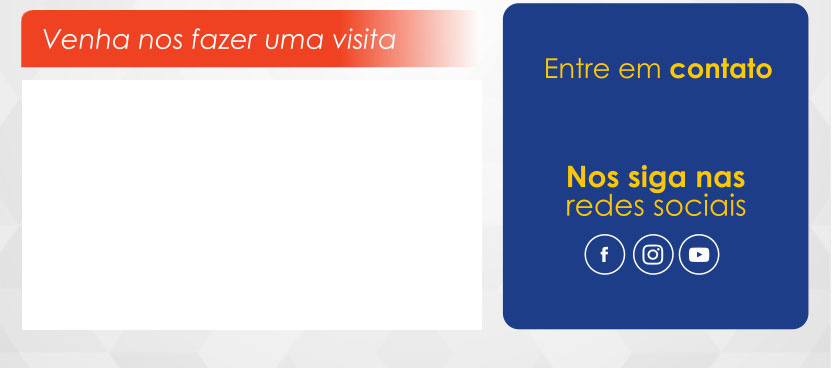 Venha nos fazer uma visita
Entre em contato
Nos siga nas
redes sociais